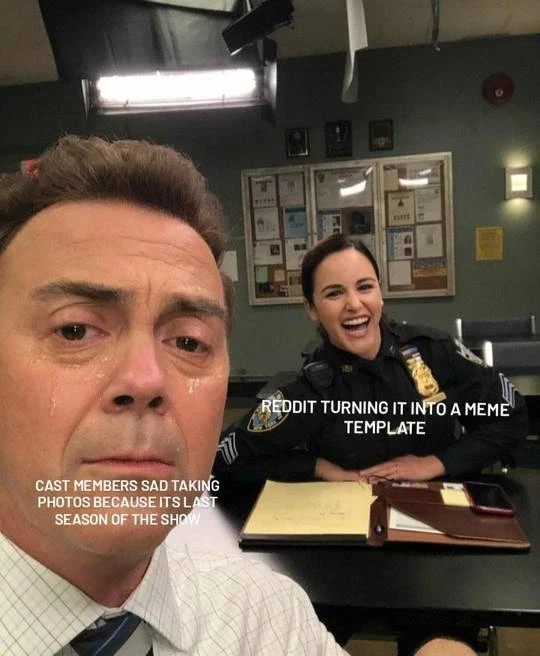 REDDIT TURNING IT INTO A MEME
TEMPLATE
CAST MEMBERS SAD TAKING
PHOTOS BECAUSE ITS LAST
SEASON OF THE SHOW